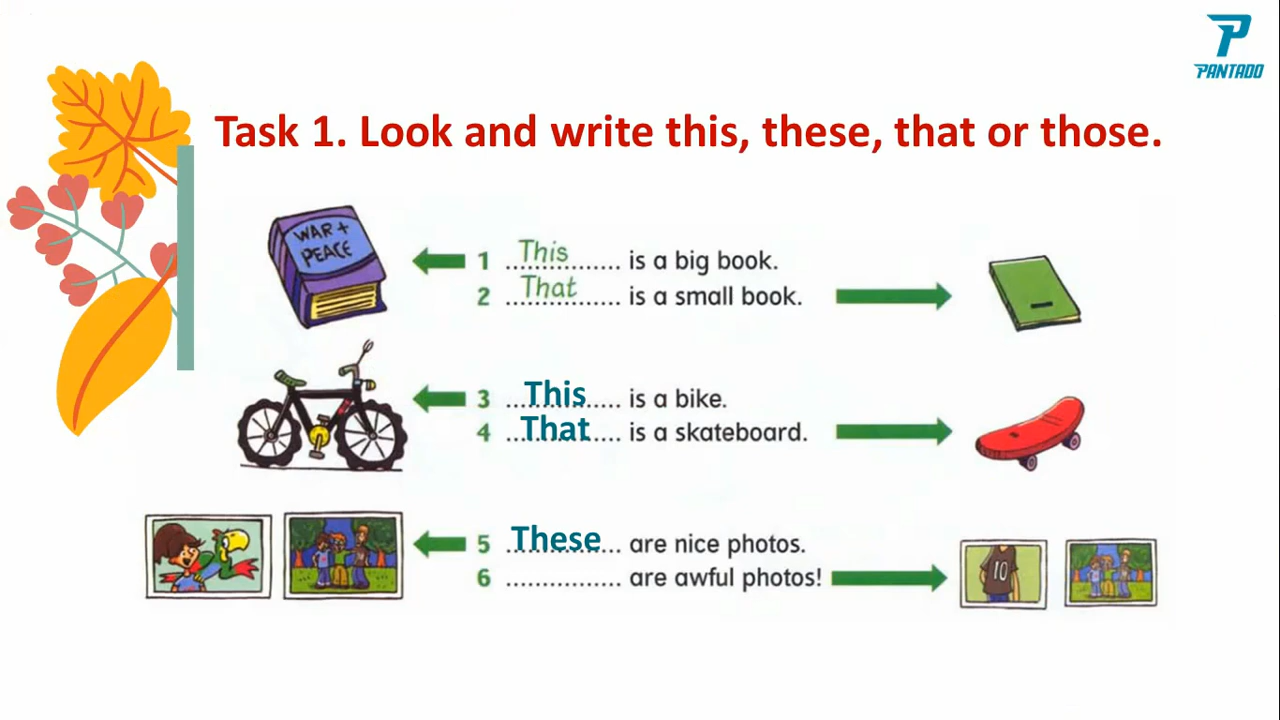 PANTADO
Task 1. Look and write this, these, that or those.
WAR +
PEACE
1 This is a big book.
2 That is a small book.
3 This is a bike.
4 That is a skateboard.
5 These are nice photos.
6 ............... are awful photos!
10